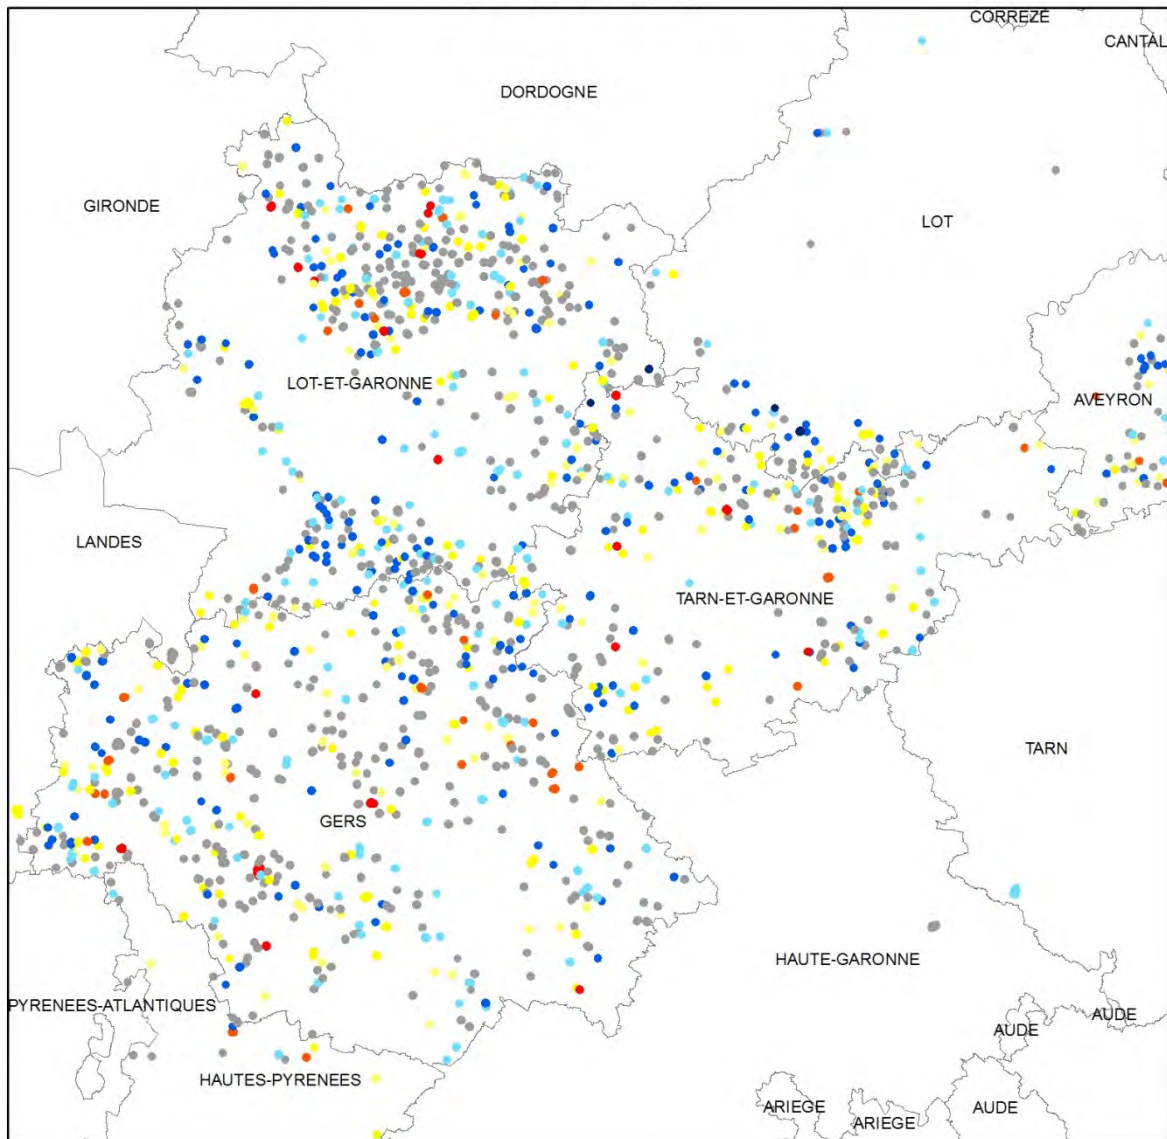 CORREZE
CANTAL
DORDOGNE
GIRONDE
LOT
LOT-ET-GARONNE
AVEYRON
LANDES
TARN-ET-GARONNE
TARN
GERS
HAUTE-GARONNE
PYRENEES-ATLANTIQUES
AUDE
AUDE
HAUTES-PYRENEES
ARIEGE
AUDE
ARIEGE